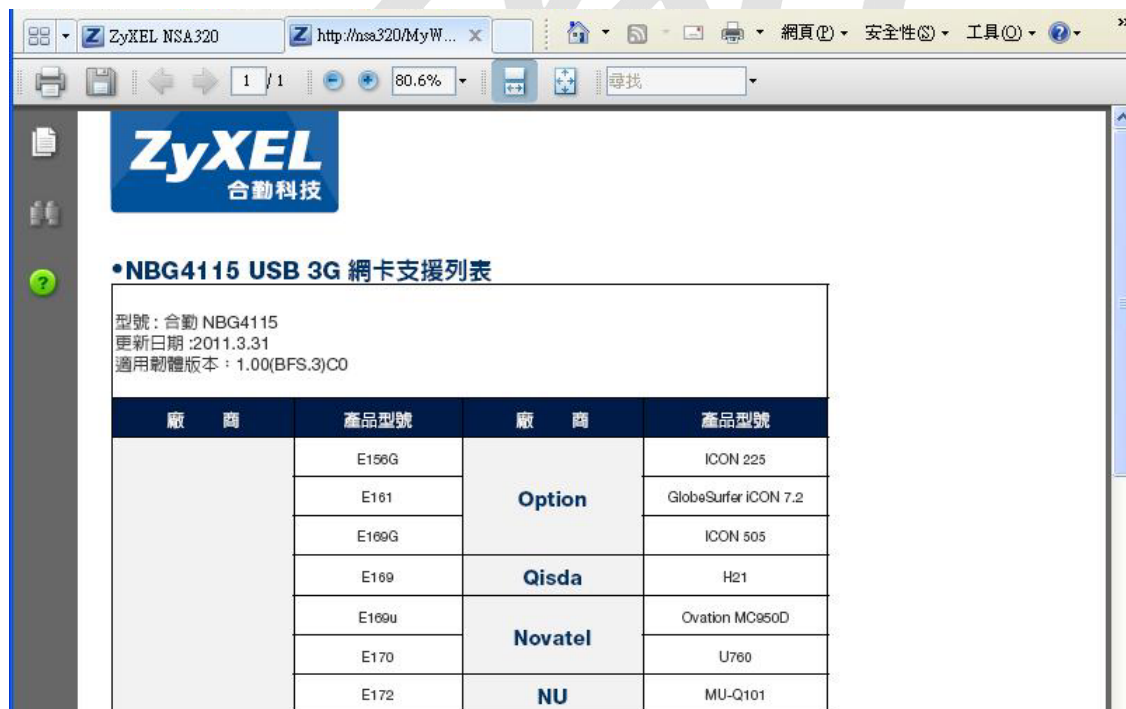 ZyXEL NSA320
http://nsa320/MyW...
網頁(P)
安全性(S)
工具(O)
»
1 / 1
80.6%
尋找
ZyXEL
合勤科技
•NBG4115 USB 3G 網卡支援列表
型號 : 合勤 NBG4115
更新日期 :2011.3.31
適用韌體版本：1.00(BFS.3)C0
廠 商 產品型號 廠 商 產品型號
E156G ICON 225
E161 Option GlobeSurfer iCON 7.2
E169G ICON 505
E169 Qisda H21
E169u Novatel Ovation MC950D
E170 U760
E172 NU MU-Q101